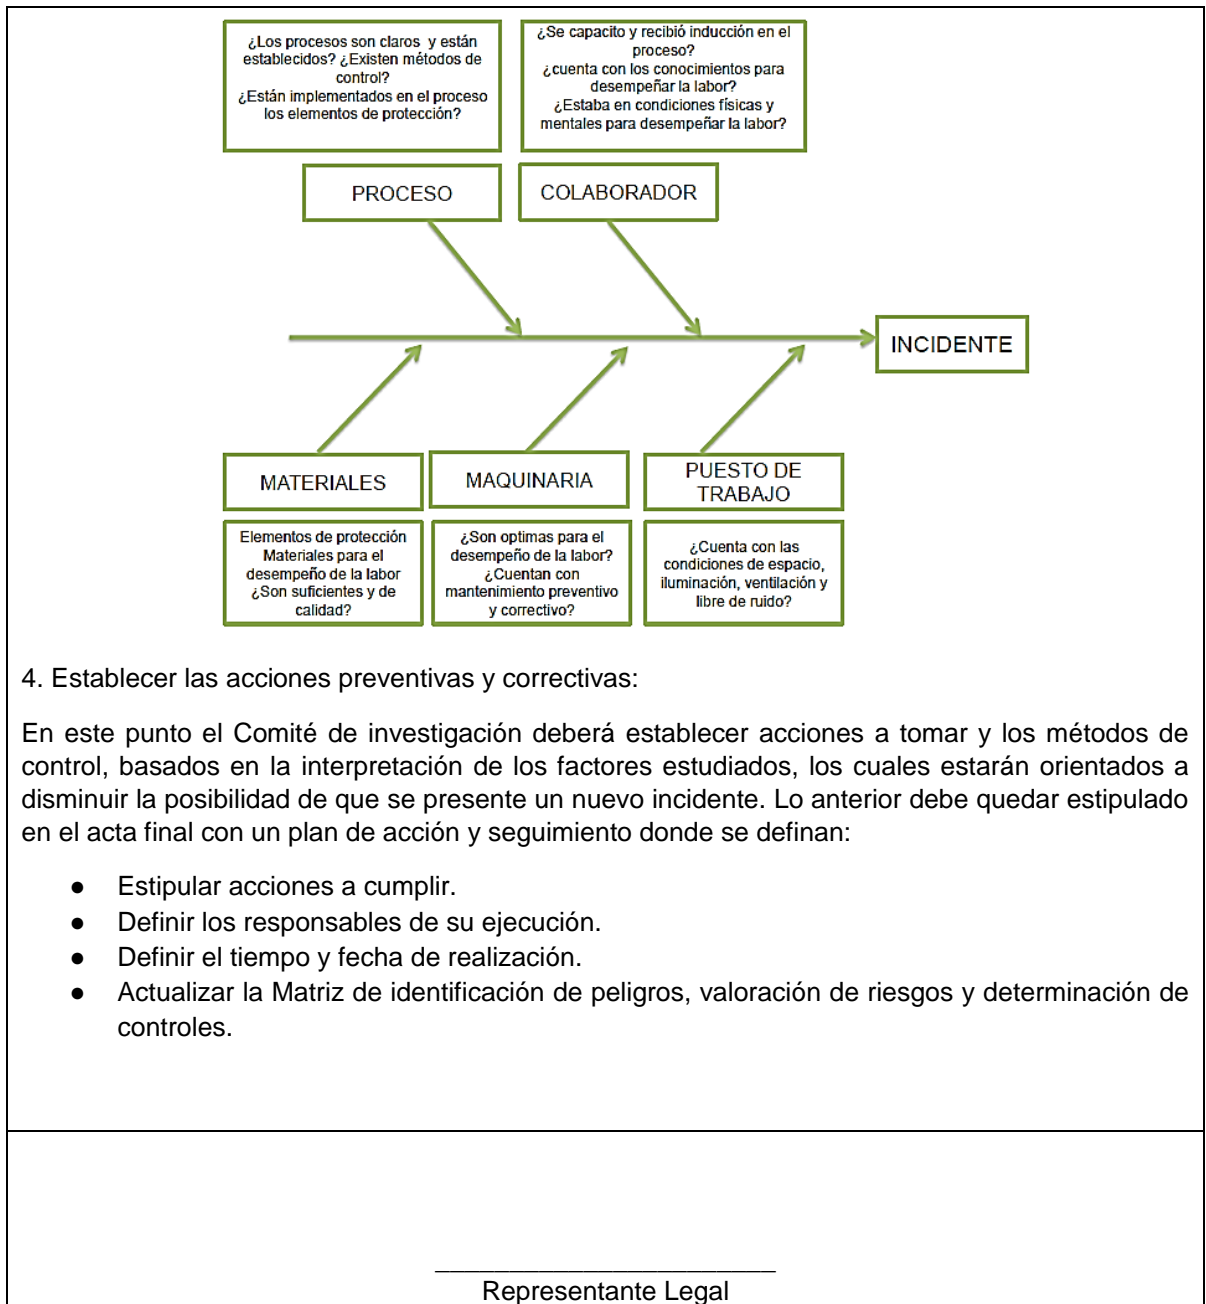 ¿Los procesos son claros y están
establecidos? ¿Existen métodos de
control?
¿Están implementados en el proceso
los elementos de protección?
¿Se capacito y recibió inducción en el
proceso?
¿cuenta con los conocimientos para
desempeñar la labor?
¿Estaba en condiciones físicas y
mentales para desempeñar la labor?
PROCESO
COLABORADOR
INCIDENTE
MATERIALES
MAQUINARIA
PUESTO DE
TRABAJO
Elementos de protección
Materiales para el
desempeño de la labor
¿Son suficientes y de
calidad?
¿Son optimas para el
desempeño de la labor?
¿Cuentan con
mantenimiento preventivo
y correctivo?
¿Cuenta con las
condiciones de espacio,
iluminación, ventilación y
libre de ruido?
4. Establecer las acciones preventivas y correctivas:
En este punto el Comité de investigación deberá establecer acciones a tomar y los métodos de
control, basados en la interpretación de los factores estudiados, los cuales estarán orientados a
disminuir la posibilidad de que se presente un nuevo incidente. Lo anterior debe quedar estipulado
en el acta final con un plan de acción y seguimiento donde se definan:
● Estipular acciones a cumplir.
● Definir los responsables de su ejecución.
● Definir el tiempo y fecha de realización.
● Actualizar la Matriz de identificación de peligros, valoración de riesgos y determinación de
controles.
Representante Legal